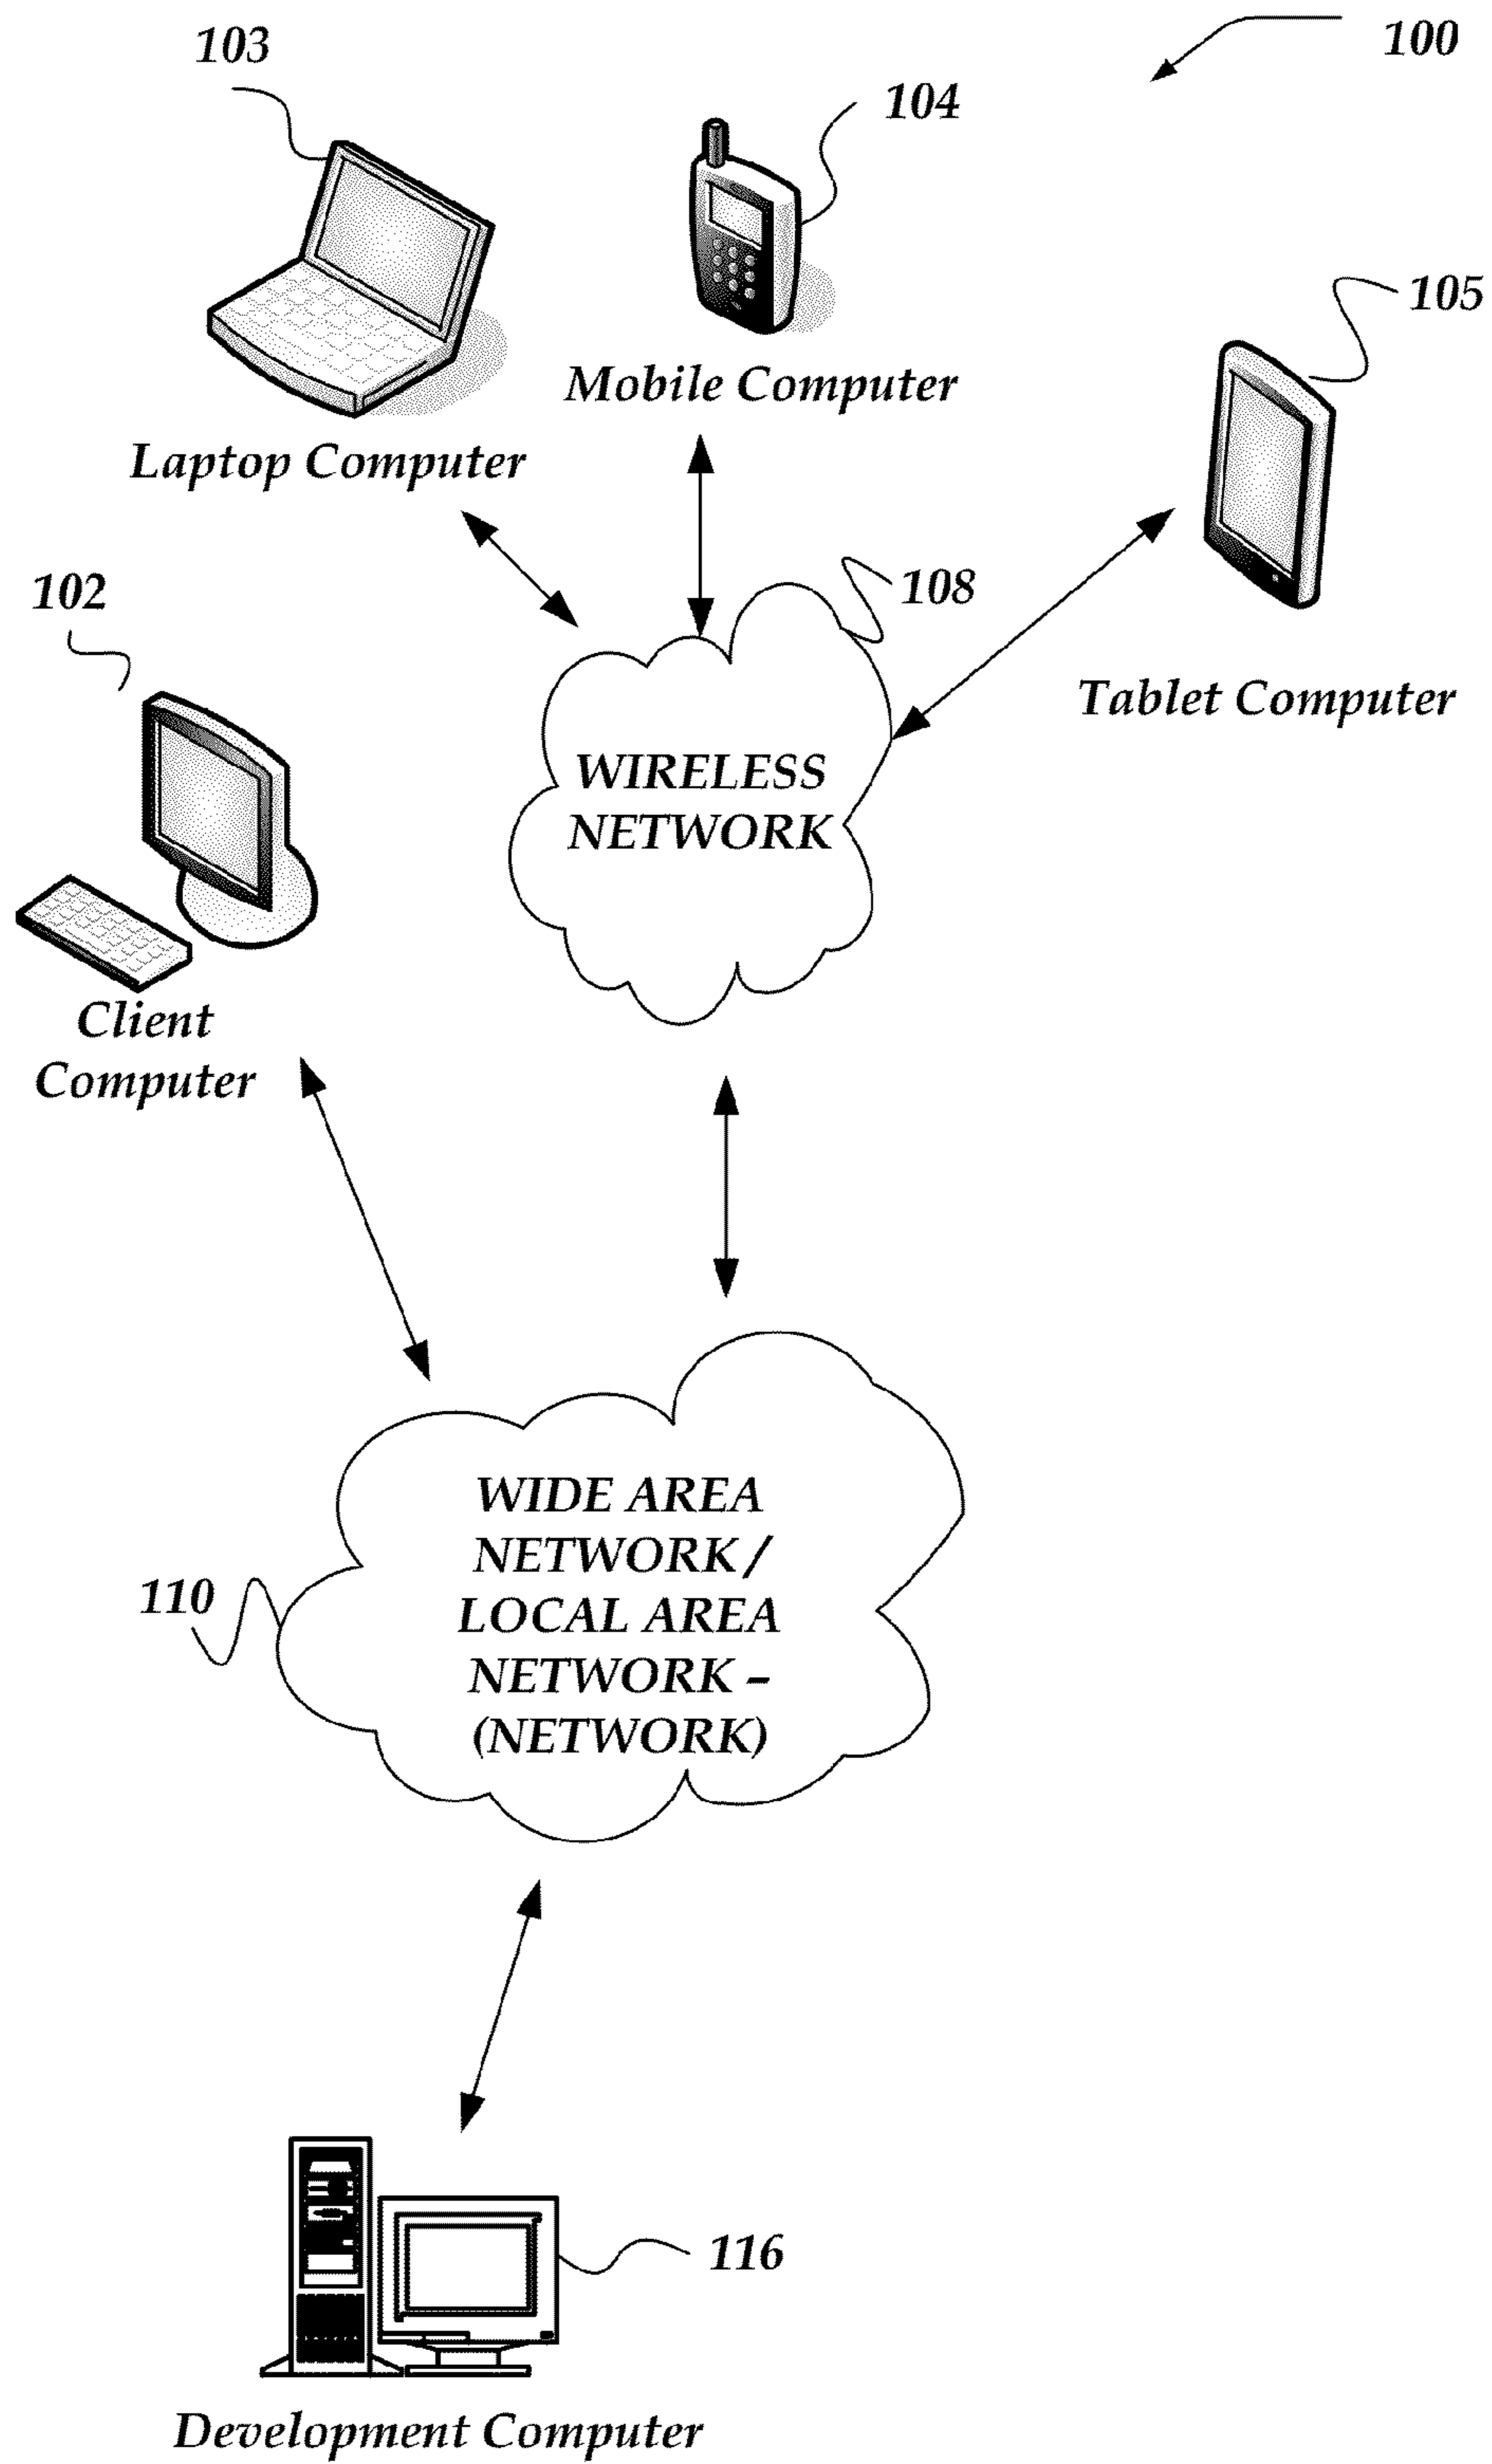 100
103
104
105
Mobile Computer
Laptop Computer
108
102
Tablet Computer
WIRELESS
NETWORK
Client
Computer
WIDE AREA
NETWORK /
LOCAL AREA
NETWORK –
(NETWORK)
110
116
Development Computer